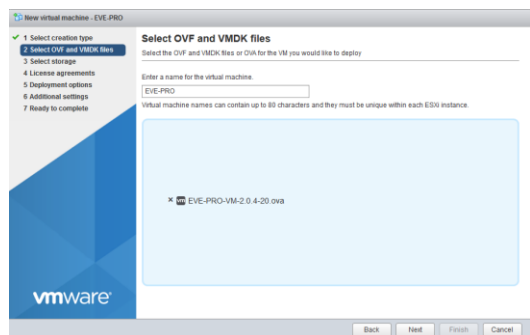 New virtual machine - EVE-PRO
1 Select creation type
2 Select OVF and VMDK files
3 Select storage
4 License agreements
5 Deployment options
6 Additional settings
7 Ready to complete
vmware
Select OVF and VMDK files
Select the OVF and VMDK files or OVA for the VM you would like to deploy
Enter a name for the virtual machine.
EVE-PRO
Virtual machine names can contain up to 80 characters and they must be unique within each ESXi instance.
× vm EVE-PRO-VM-2.0.4-20.ova
Back Next Finish Cancel